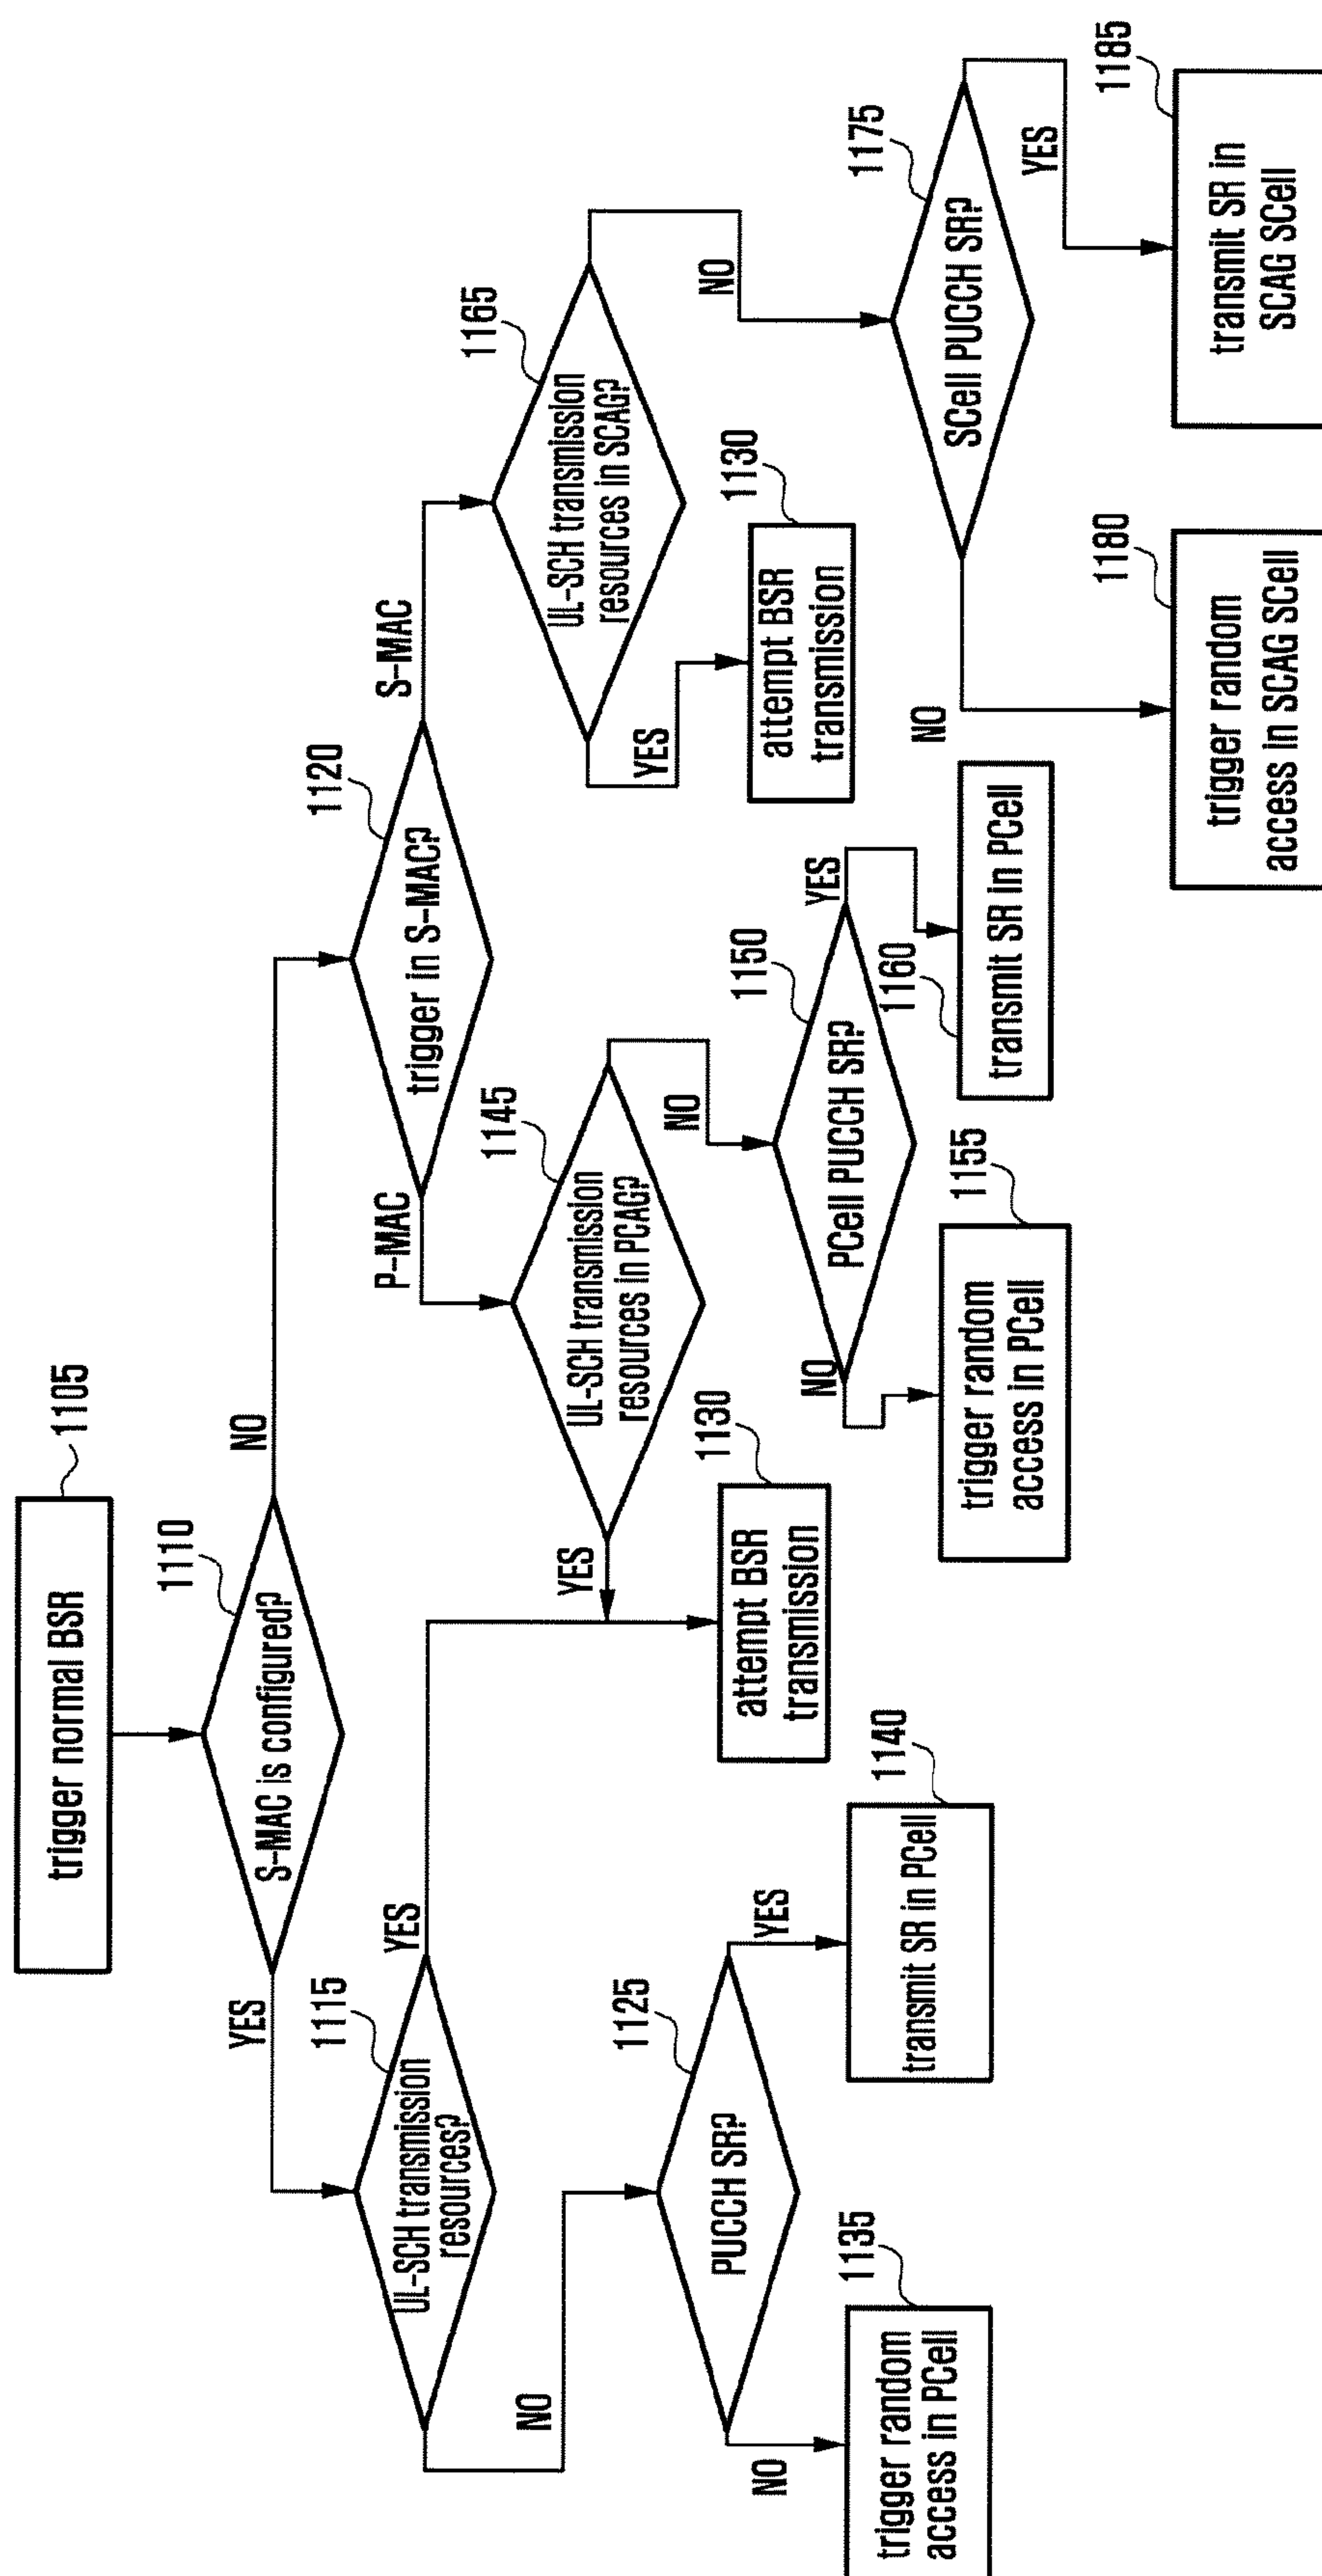 trigger normal BSR
1105
S-MAC is configured?
1110
YES
NO
UL-SCH transmission
resources?
1115
YES
NO
trigger in S-MAC?
1120
P-MAC
S-MAC
PUCCH SR?
1125
NO
YES
trigger random
access in PCell
1135
transmit SR in PCell
1140
attempt BSR
transmission
1130
UL-SCH transmission
resources in PCAG?
1145
YES
NO
PCell PUCCH SR?
1150
NO
YES
trigger random
access in PCell
1155
transmit SR in PCell
1160
UL-SCH transmission
resources in SCAG?
1165
YES
NO
attempt BSR
transmission
1130
SCell PUCCH SR?
1175
NO
YES
trigger random
access in SCAG SCell
1180
transmit SR in
SCAG SCell
1185